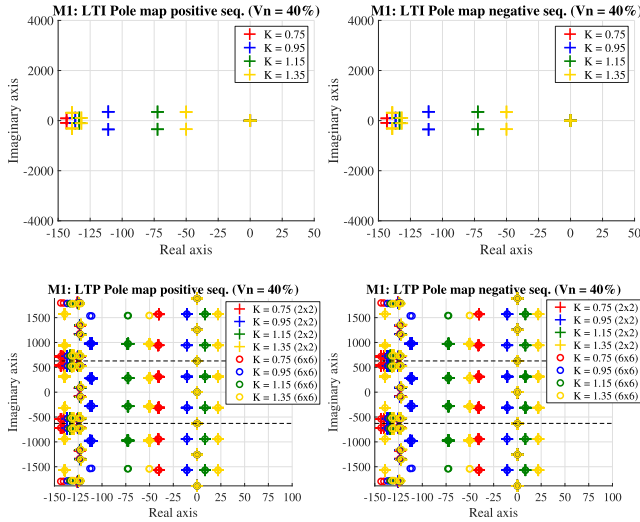 M1: LTI Pole map positive seq. (Vn = 40%)
4000
2000
0
-2000
-4000
-150
-125
-100
-75
-50
-25
0
25
50
Imaginary axis
Real axis
K = 0.75
K = 0.95
K = 1.15
K = 1.35
M1: LTI Pole map negative seq. (Vn = 40%)
4000
2000
0
-2000
-4000
-150
-125
-100
-75
-50
-25
0
25
50
Imaginary axis
Real axis
K = 0.75
K = 0.95
K = 1.15
K = 1.35
M1: LTP Pole map positive seq. (Vn = 40%)
1500
1000
500
0
-500
-1000
-1500
-150
-125
-100
-75
-50
-25
0
25
50
75
100
Imaginary axis
Real axis
K = 0.75 (2x2)
K = 0.95 (2x2)
K = 1.15 (2x2)
K = 1.35 (2x2)
K = 0.75 (6x6)
K = 0.95 (6x6)
K = 1.15 (6x6)
K = 1.35 (6x6)
M1: LTP Pole map negative seq. (Vn = 40%)
1500
1000
500
0
-500
-1000
-1500
-150
-125
-100
-75
-50
-25
0
25
50
75
100
Imaginary axis
Real axis
K = 0.75 (2x2)
K = 0.95 (2x2)
K = 1.15 (2x2)
K = 1.35 (2x2)
K = 0.75 (6x6)
K = 0.95 (6x6)
K = 1.15 (6x6)
K = 1.35 (6x6)